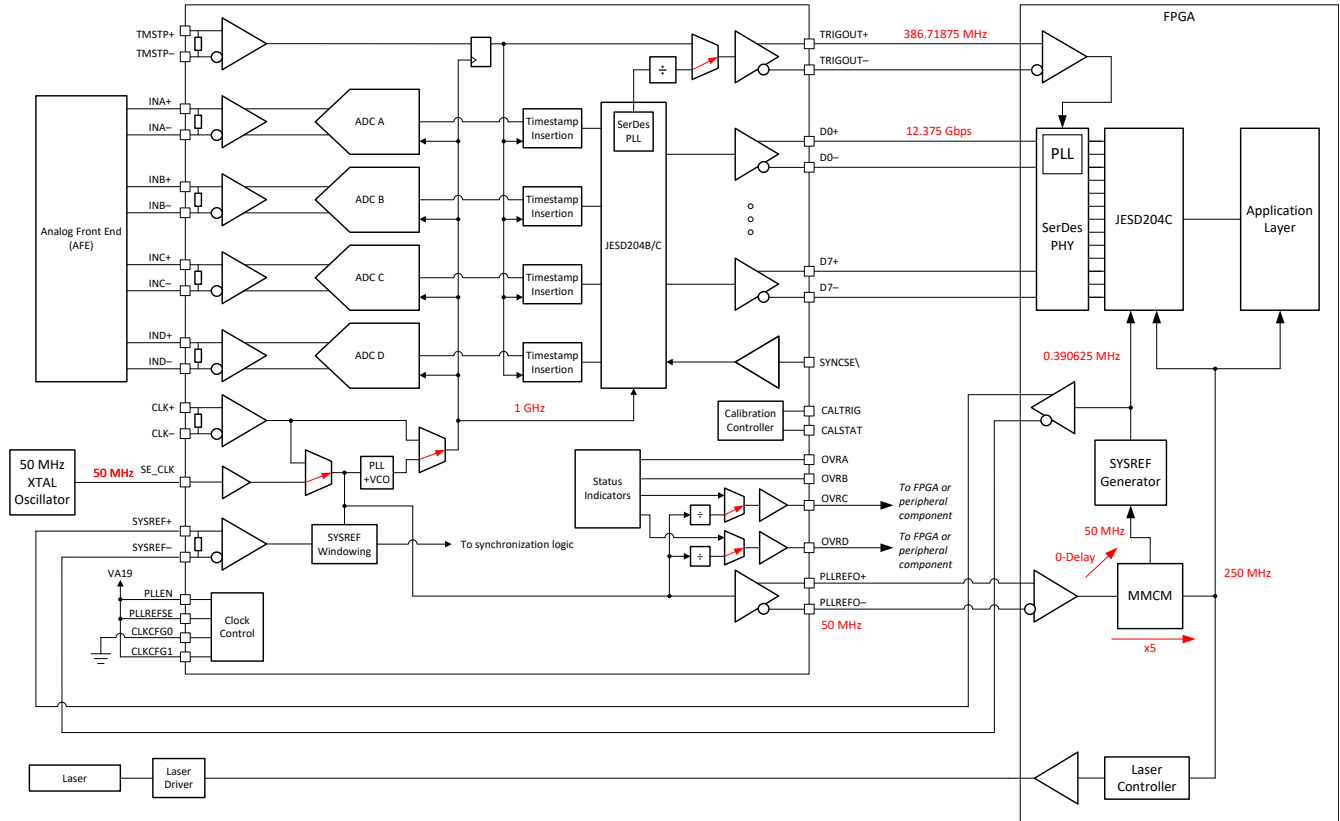 FPGA
TMSTP+
TMSTP–
TRIGOUT+
386.71875 MHz
TRIGOUT–
÷
INA+
INA–
ADC A
Timestamp
Insertion
SerDes
PLL
D0+
12.375 Gbps
D0–
PLL
INB+
INB–
ADC B
Timestamp
Insertion
Analog Front End
(AFE)
JESD204B/C
SerDes
PHY
JESD204C
Application
Layer
INC+
INC–
ADC C
Timestamp
Insertion
D7+
D7–
IND+
IND–
ADC D
Timestamp
Insertion
SYNCSE\
0.390625 MHz
CLK+
CLK–
1 GHz
Calibration
Controller
CALTRIG
CALSTAT
50 MHz
XTAL
Oscillator
50 MHz
SE_CLK
PLL
+VCO
Status
Indicators
OVRA
OVRB
OVRC
OVRD
÷
÷
To FPGA or
peripheral
component
To FPGA or
peripheral
component
SYSREF
Generator
SYSREF+
SYSREF–
SYSREF
Windowing
To synchronization logic
50 MHz
0-Delay
VA19
PLLEN
PLLREFSE
CLKCFG0
CLKCFG1
Clock
Control
PLLREFO+
PLLREFO–
50 MHz
MMCM
x5
250 MHz
Laser
Laser
Driver
Laser
Controller